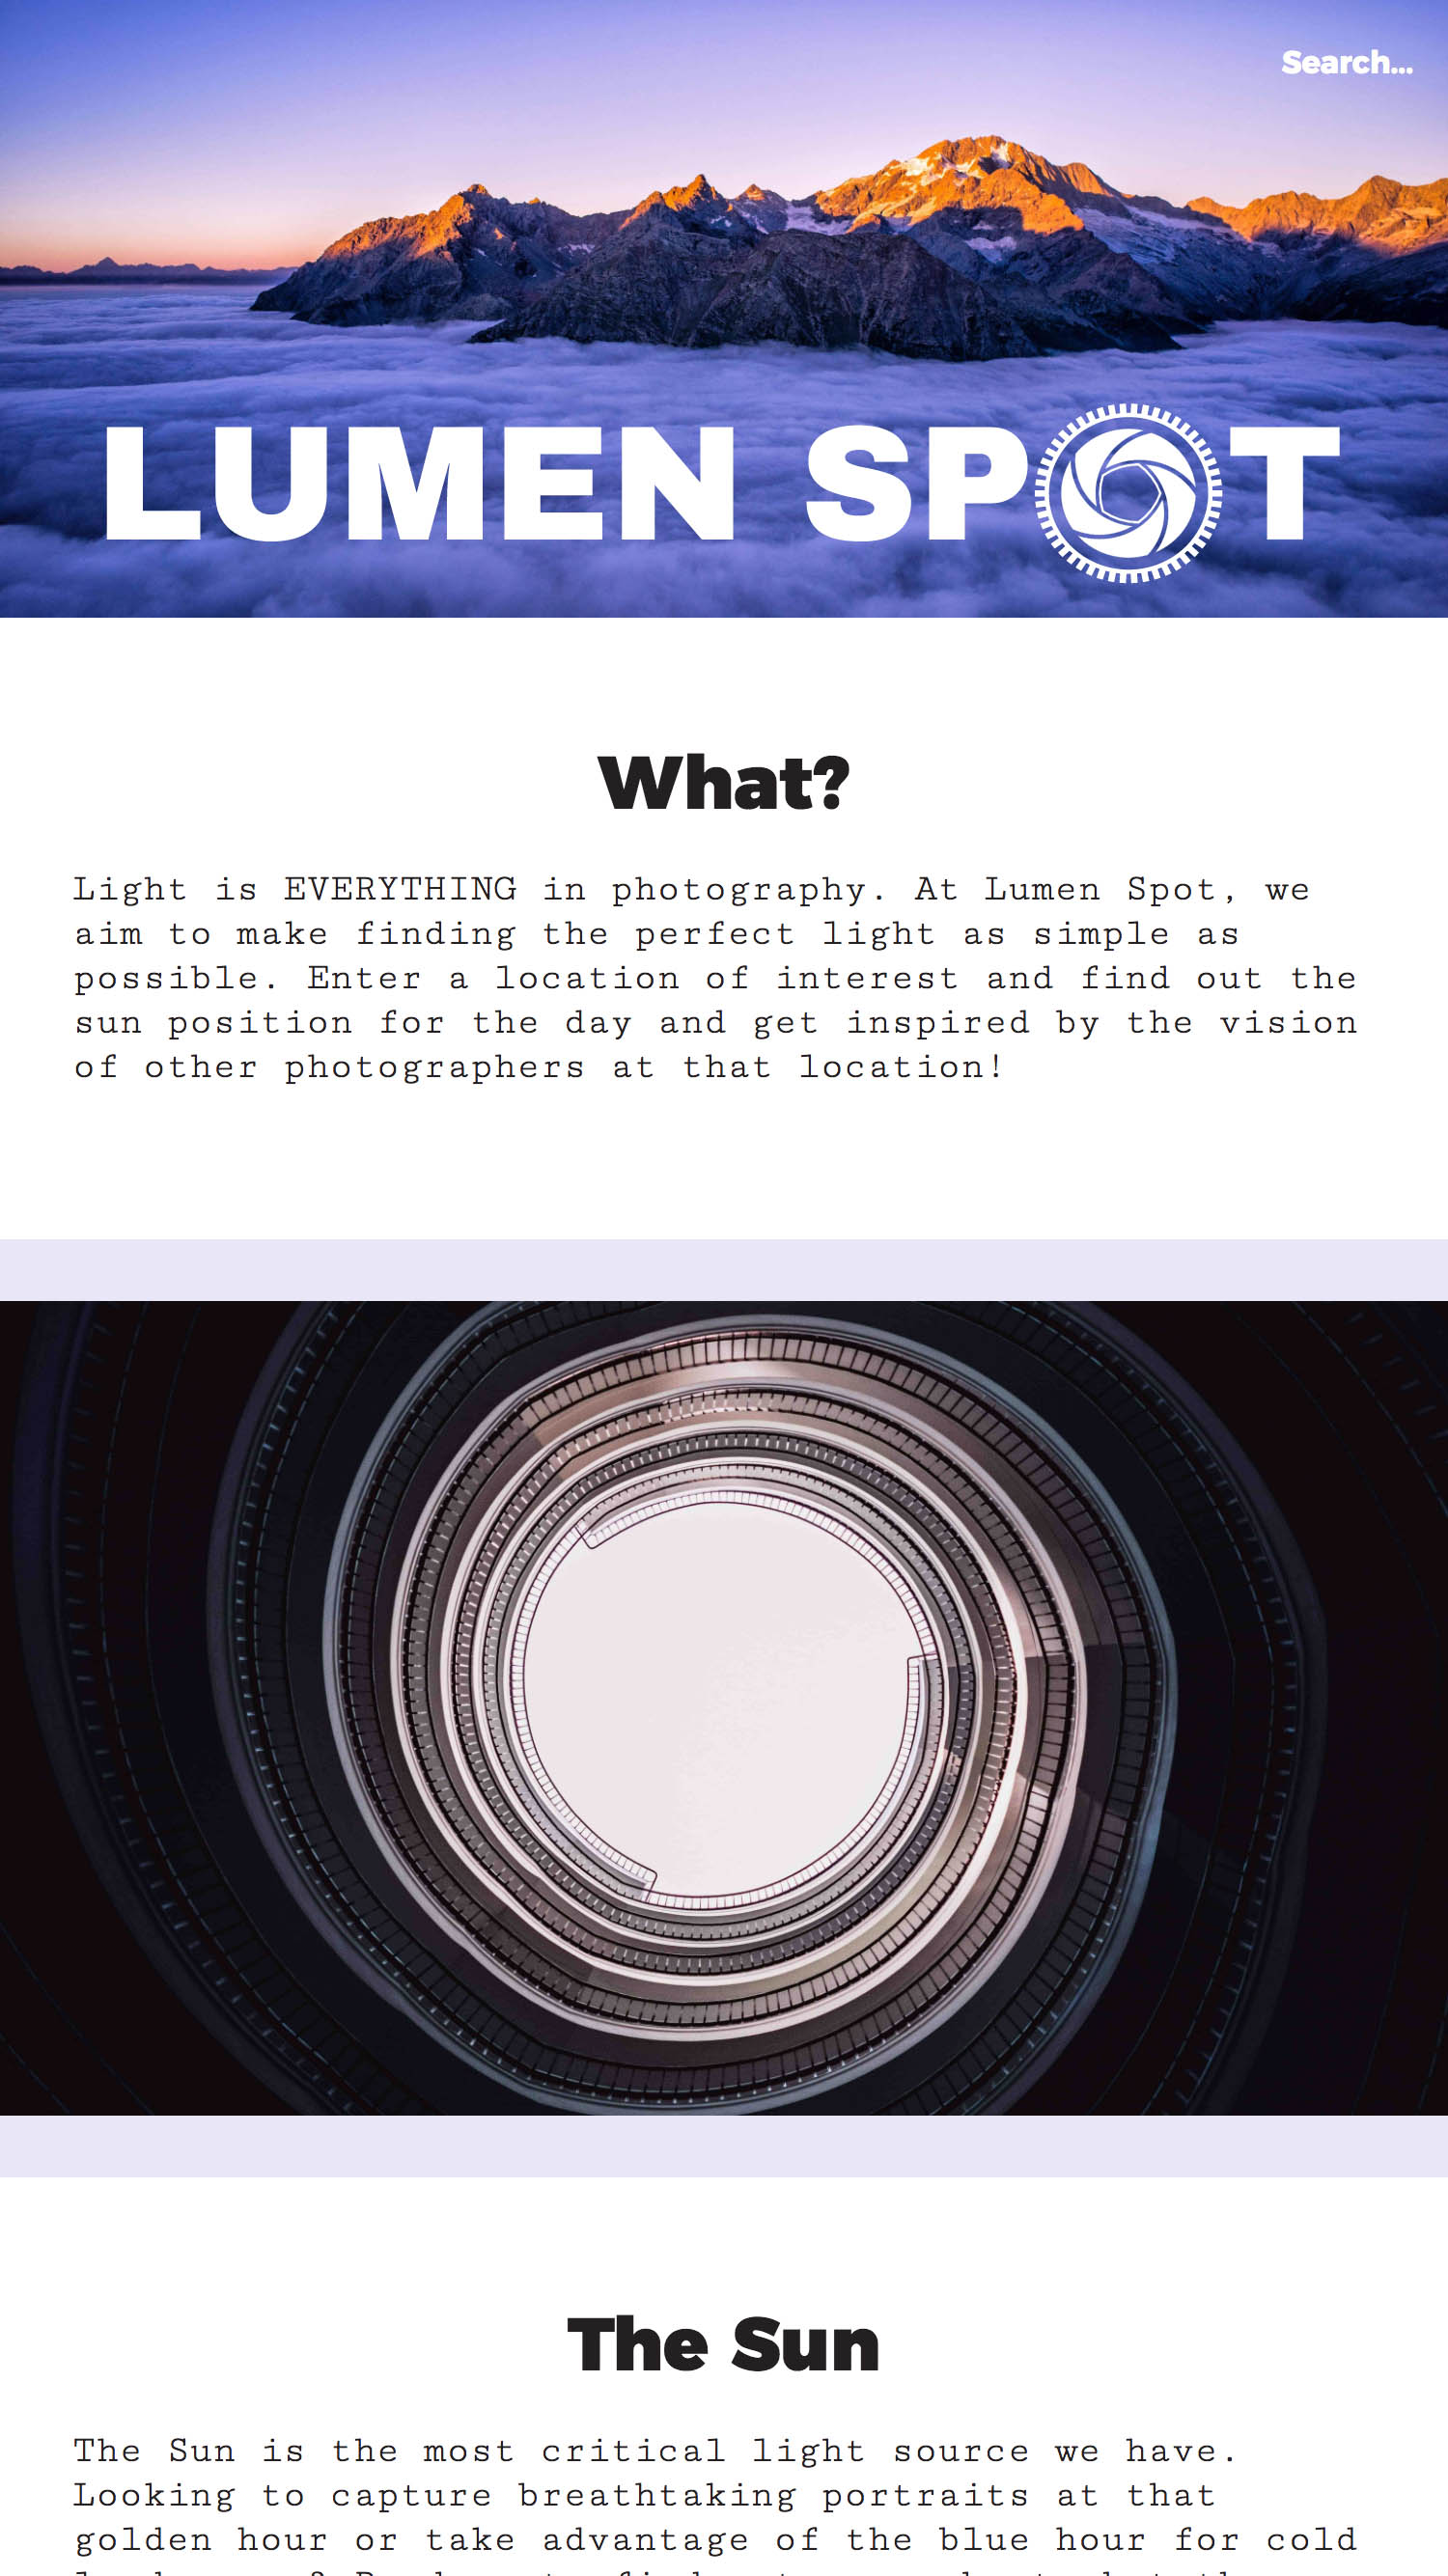 Search...
LUMEN SPOT
What?
Light is EVERYTHING in photography. At Lumen Spot, we
aim to make finding the perfect light as simple as
possible. Enter a location of interest and find out the
sun position for the day and get inspired by the vision
of other photographers at that location!
The Sun
The Sun is the most critical light source we have.
Looking to capture breathtaking portraits at that
golden hour or take advantage of the blue hour for cold